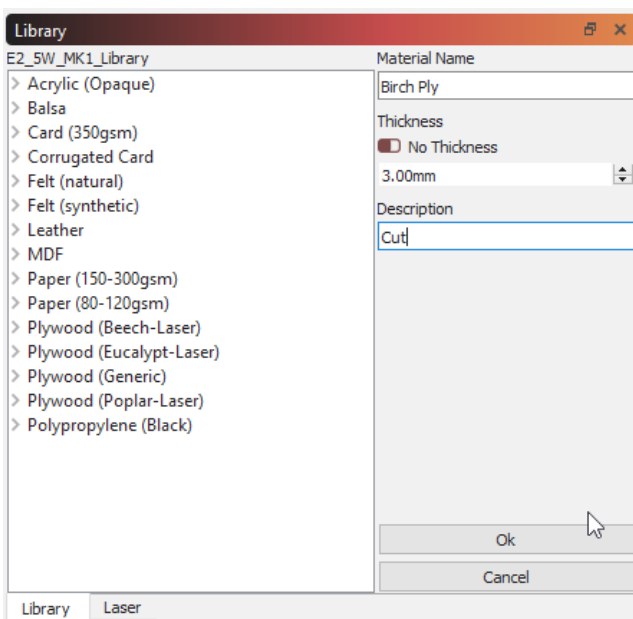 Library
E2_5W_MK1_Library
Acrylic (Opaque)
Balsa
Card (350gsm)
Corrugated Card
Felt (natural)
Felt (synthetic)
Leather
MDF
Paper (150-300gsm)
Paper (80-120gsm)
Plywood (Beech-Laser)
Plywood (Eucalypt-Laser)
Plywood (Generic)
Plywood (Poplar-Laser)
Polypropylene (Black)
Material Name
Birch Ply
Thickness
No Thickness
3.00mm
Description
Cut
Ok
Cancel
Library Laser